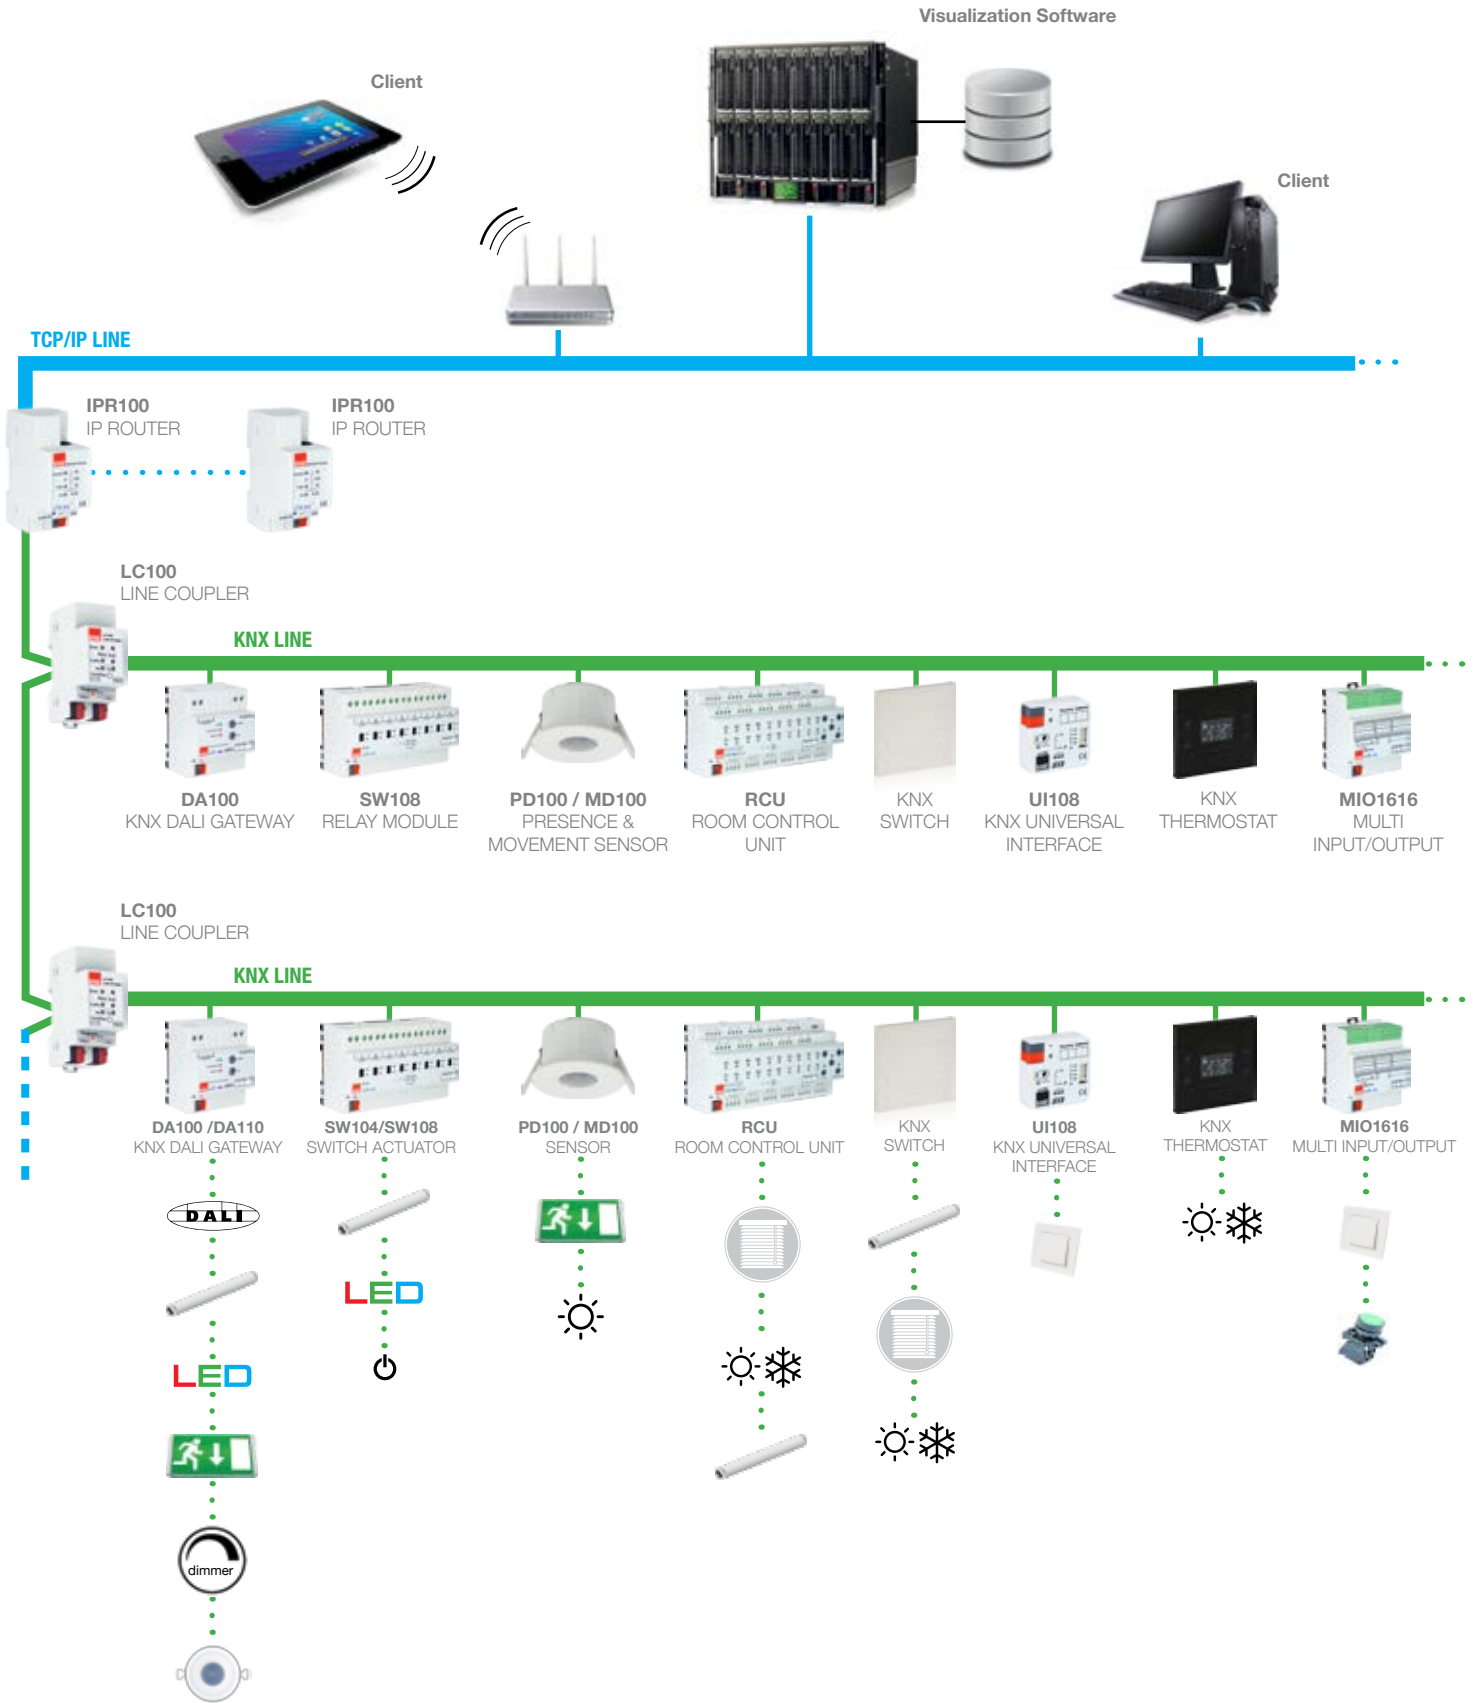 Visualization Software
Client
Client
TCP/IP LINE
IPR100
IP ROUTER
IPR100
IP ROUTER
LC100
LINE COUPLER
KNX LINE
DA100
KNX DALI GATEWAY
SW108
RELAY MODULE
PD100 / MD100
PRESENCE &
MOVEMENT SENSOR
RCU
ROOM CONTROL
UNIT
KNX
SWITCH
UI108
KNX UNIVERSAL
INTERFACE
KNX
THERMOSTAT
MIO1616
MULTI
INPUT/OUTPUT
LC100
LINE COUPLER
KNX LINE
DA100 /DA110
KNX DALI GATEWAY
SW104/SW108
SWITCH ACTUATOR
PD100 / MD100
SENSOR
RCU
ROOM CONTROL UNIT
KNX
SWITCH
UI108
KNX UNIVERSAL
INTERFACE
KNX
THERMOSTAT
MIO1616
MULTI INPUT/OUTPUT
DALI
LED
LED
dimmer